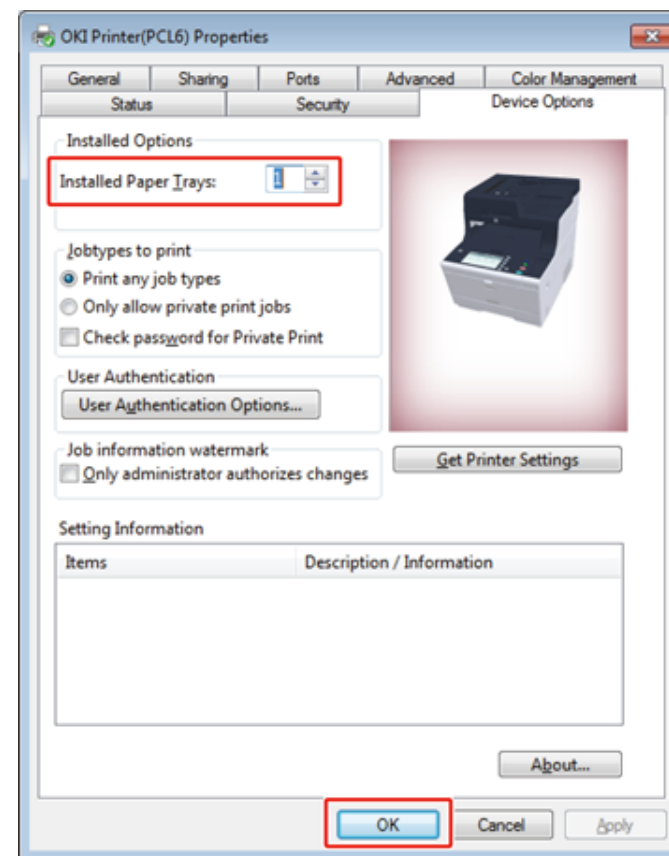 OKI Printer(PCL6) Properties
General Sharing Ports Advanced Color Management
Status Security Device Options
Installed Options
Installed Paper Trays: 1
Jobtypes to print
Print any job types
Only allow private print jobs
Check password for Private Print
User Authentication
User Authentication Options...
Job information watermark
Only administrator authorizes changes
Get Printer Settings
Setting Information
Items Description / Information
About...
OK Cancel Apply